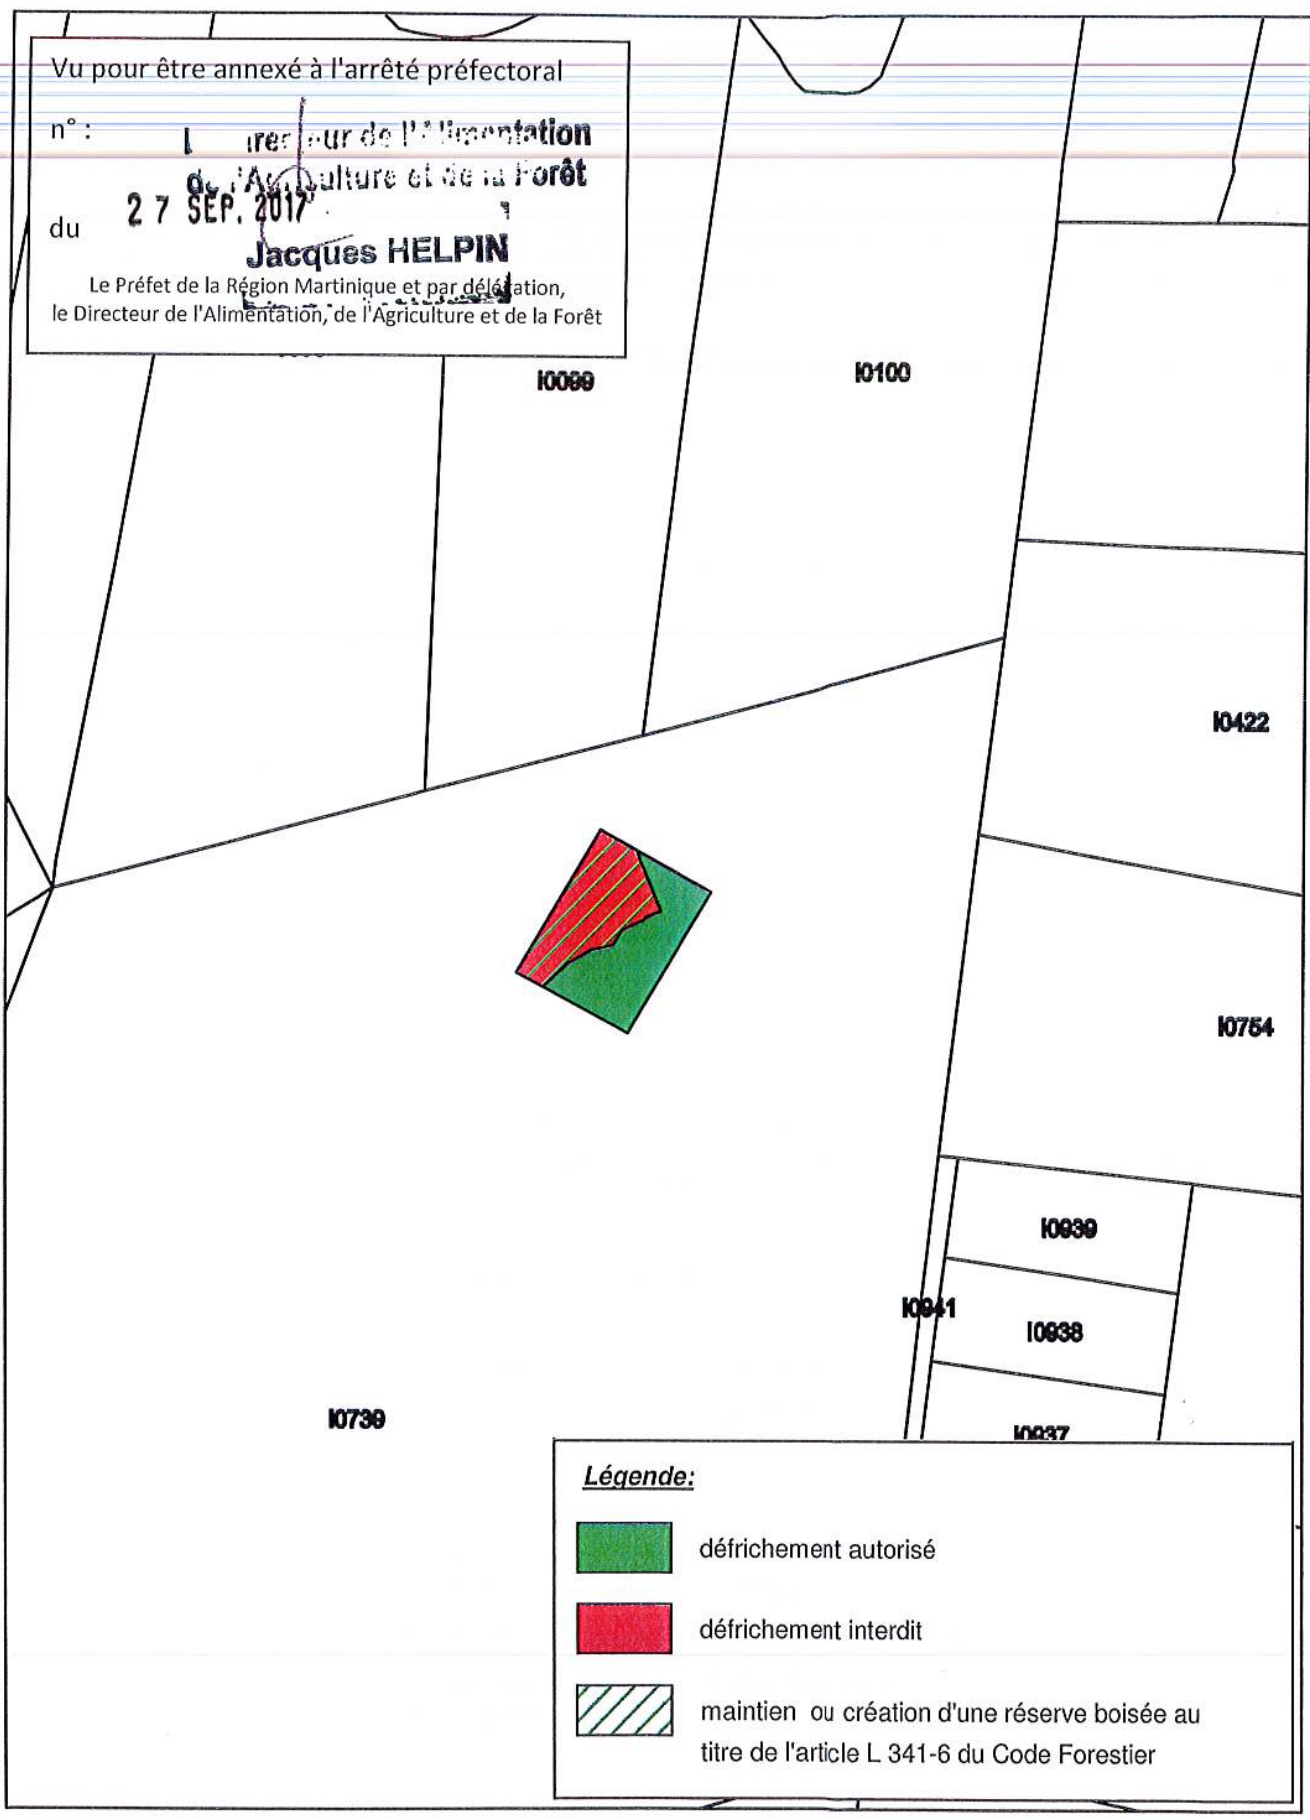 Vu pour être annexé à l'arrêté préfectoral
n° :
de l'Alimentation
de l'Agriculture et de la Forêt
27 SEP. 2017
du
Jacques HELPIN
Le Préfet de la Région Martinique et par délégation,
le Directeur de l'Alimentation, de l'Agriculture et de la Forêt
I0099
I0100
I0422
I0754
I0939
I0941
I0938
I0739
I0937
Légende:
défrichement autorisé
défrichement interdit
maintien ou création d'une réserve boisée au
titre de l'article L 341-6 du Code Forestier